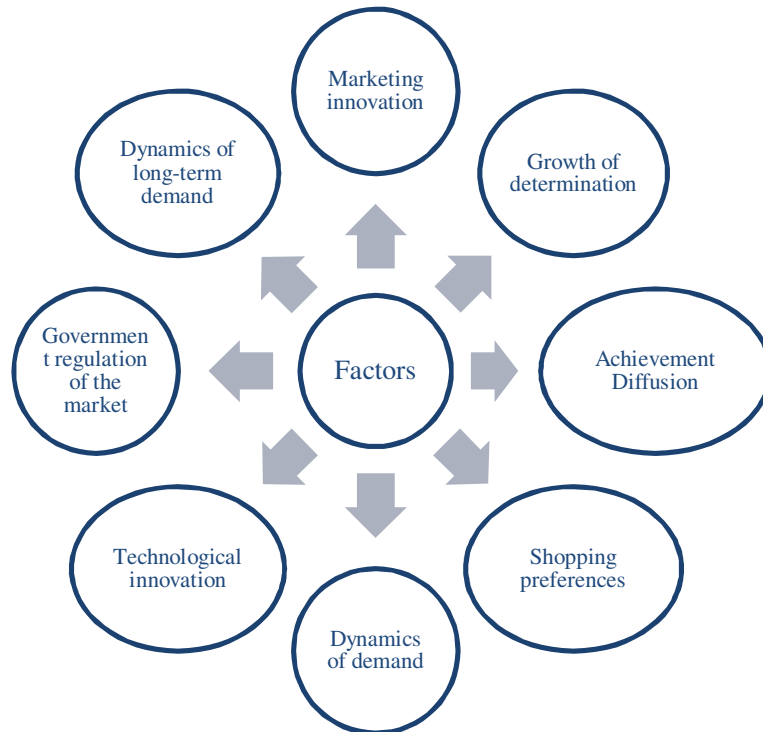 Marketing
innovation
Growth of
determination
Achievement
Diffusion
Shopping
preferences
Dynamics
of demand
Technological
innovation
Governmen
t regulation
of the
market
Dynamics of
long-term
demand
Factors